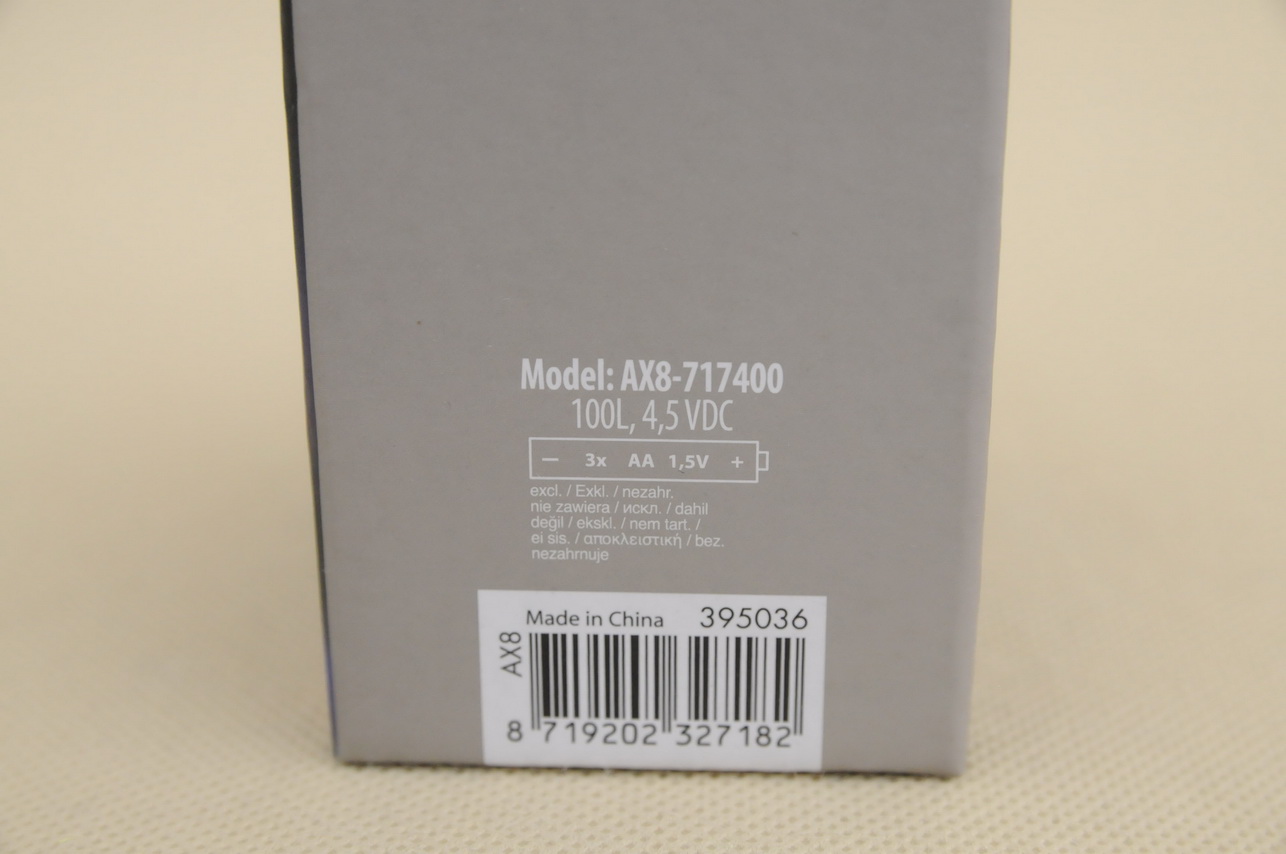 Model: AX8-717400
100L, 4,5 VDC
– 3x AA 1,5V +
excl. / Exkl. / nezahr.
nie zawiera / искл. / dahil
değil / ekskl. / nem tart. /
ei sis. / αποκλειστική / bez.
nezahrnuje
Made in China 395036
AX8
8 719202 327182